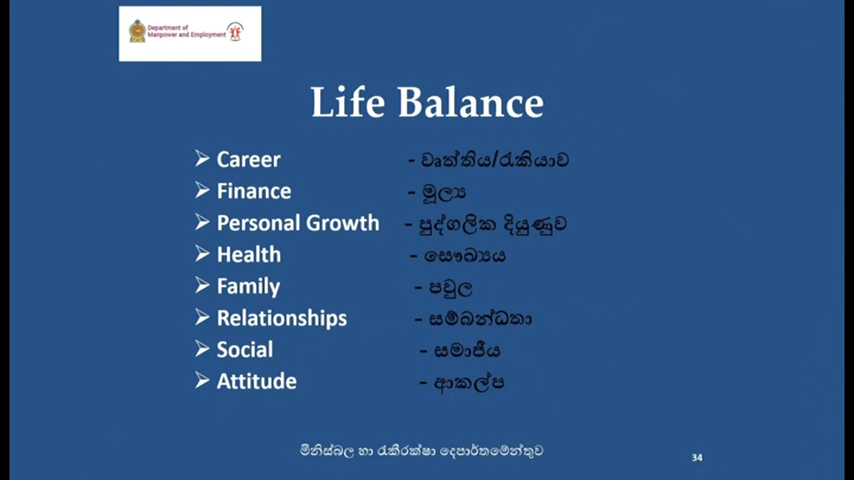 Department of
Manpower and Employment
Life Balance
➢ Career - වෘත්තිය/රැකියාව
➢ Finance - මූල්‍ය
➢ Personal Growth - පුද්ගලික දියුණුව
➢ Health - සෞඛ්‍යය
➢ Family - පවුල
➢ Relationships - සම්බන්ධතා
➢ Social - සමාජීය
➢ Attitude - ආකල්ප
මිනිස්බල හා රැකීරක්ෂා දෙපාර්තමේන්තුව
34